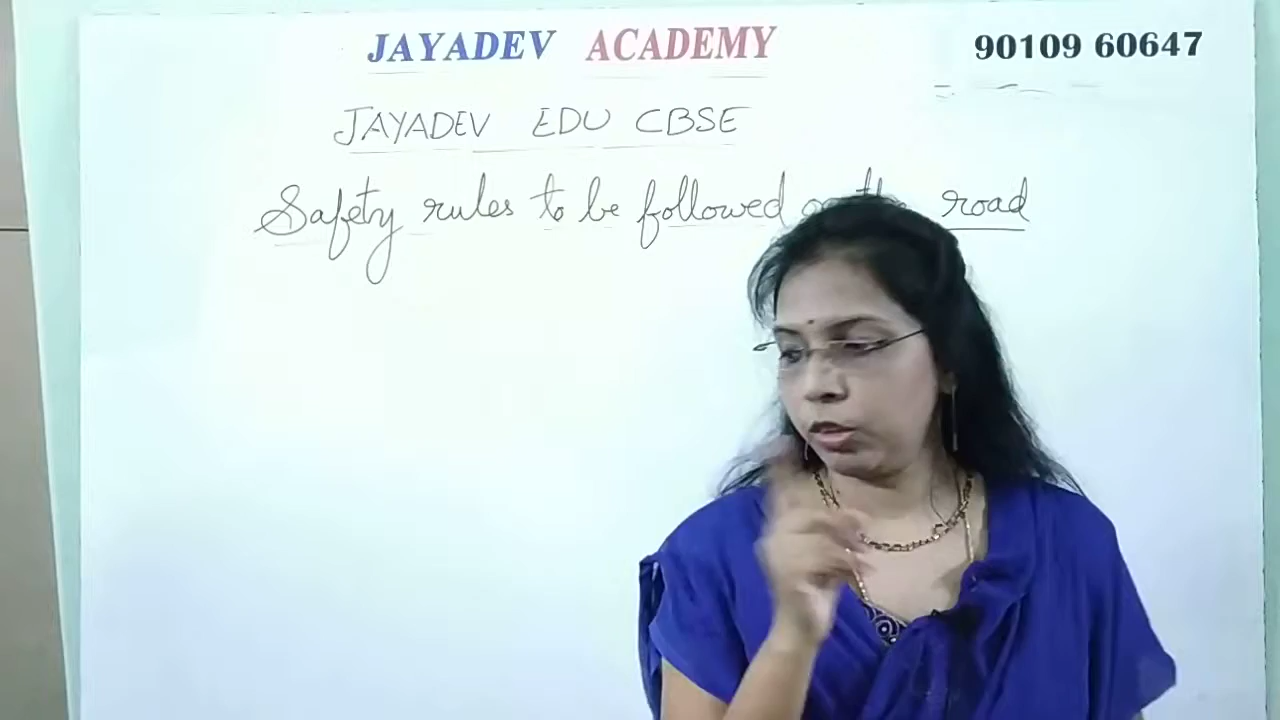 JAYADEV ACADEMY
90109 60647
JAYADEV EDU CBSE
Safety rules to be followed road